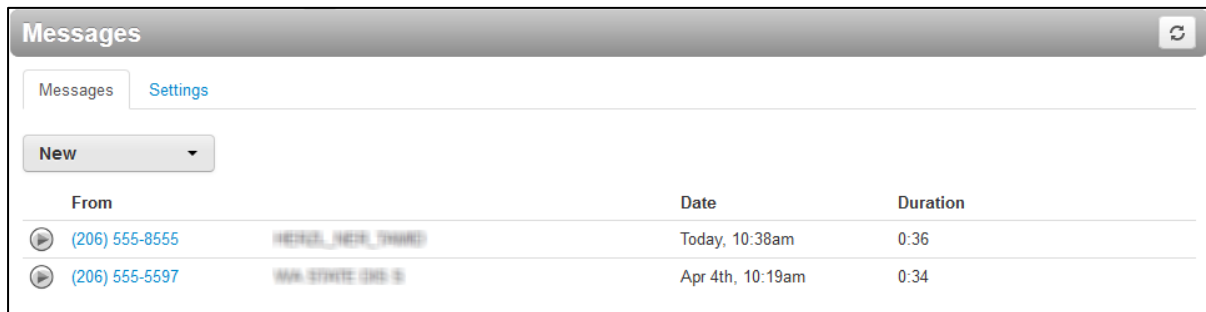 Messages
Messages Settings
New
From Date Duration
(206) 555-8555 Today, 10:38am 0:36
(206) 555-5597 Apr 4th, 10:19am 0:34